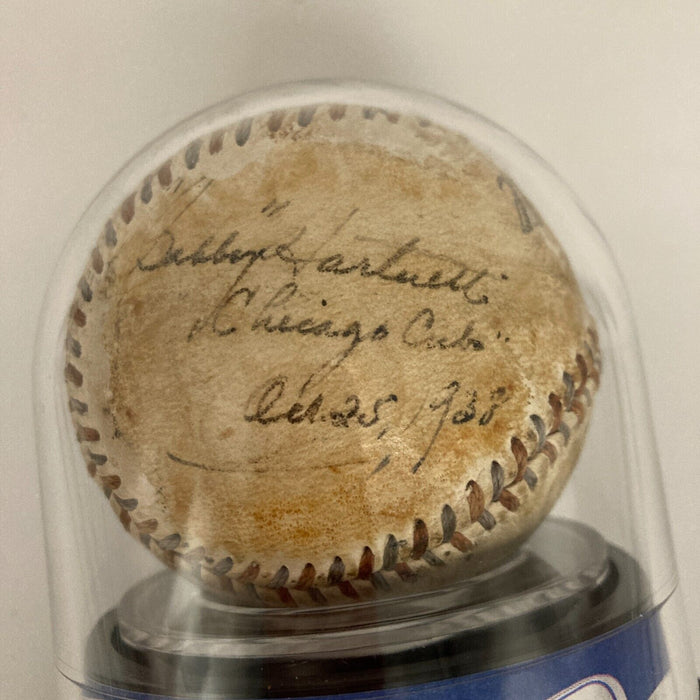 "Gabby" Hartnett
"Chicago Cubs"
Oct. 25, 1938